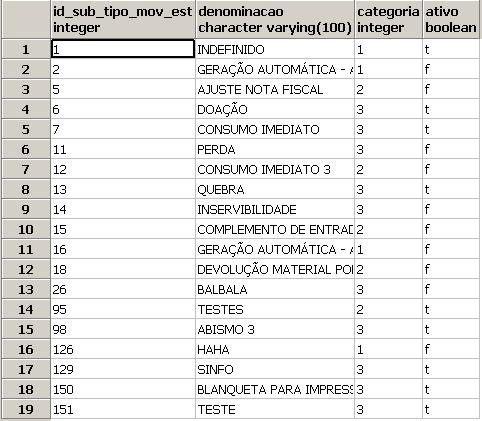 id_sub_tipo_mov_est denominacao categoria ativo
integer character varying(100) integer boolean
1 1 INDEFINIDO 1 t
2 2 GERAÇÃO AUTOMÁTICA - A 1 f
3 5 AJUSTE NOTA FISCAL 2 f
4 6 DOAÇÃO 3 t
5 7 CONSUMO IMEDIATO 3 t
6 11 PERDA 3 f
7 12 CONSUMO IMEDIATO 3 2 f
8 13 QUEBRA 3 t
9 14 INSERVIBILIDADE 3 f
10 15 COMPLEMENTO DE ENTRAD 2 f
11 16 GERAÇÃO AUTOMÁTICA - A 1 f
12 18 DEVOLUÇÃO MATERIAL POI 2 f
13 26 BALBALA 3 f
14 95 TESTES 2 t
15 98 ABISMO 3 3 t
16 126 HAHA 1 f
17 129 SINFO 3 t
18 150 BLANQUETA PARA IMPRESS 3 t
19 151 TESTE 3 t